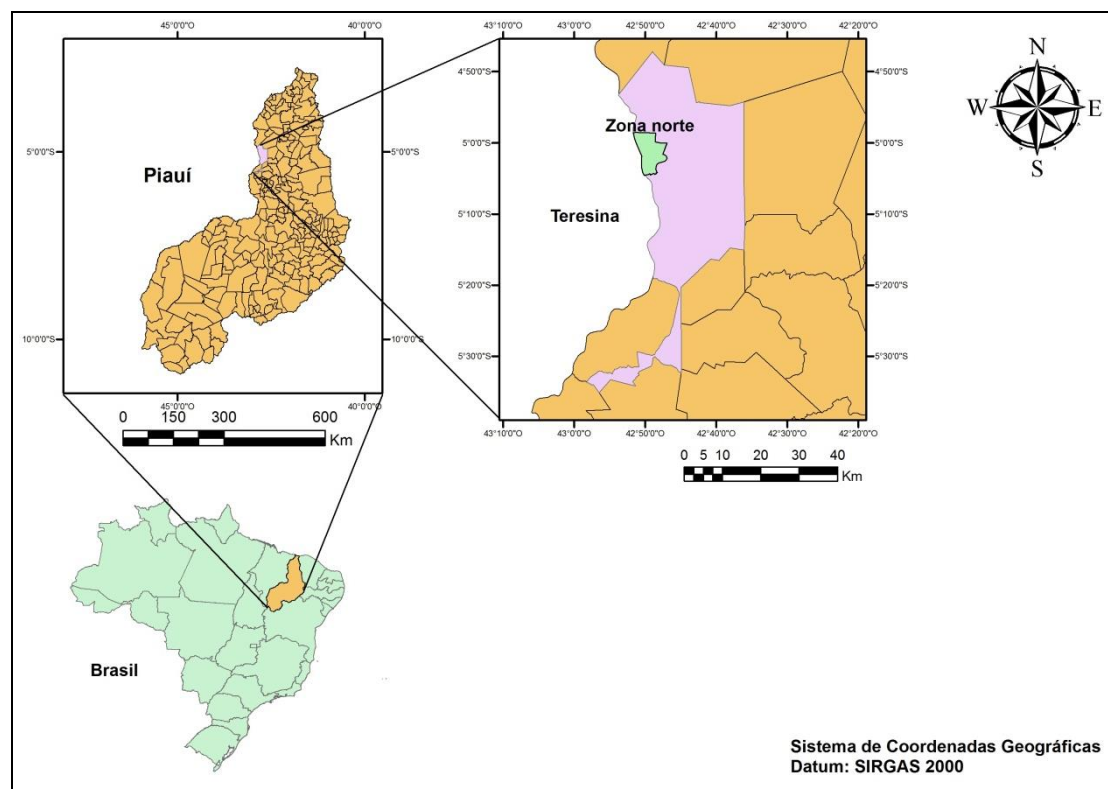 45°0'0"O 40°0'0"O
5°0'0"S 5°0'0"S
Piauí
10°0'0"S 10°0'0"S
45°0'0"O 40°0'0"O
0 150 300 600
Km
43°10'0"O 43°0'0"O 42°50'0"O 42°40'0"O 42°30'0"O 42°20'0"O
4°50'0"S 4°50'0"S
Zona norte
5°0'0"S 5°0'0"S
Teresina
5°10'0"S 5°10'0"S
5°20'0"S 5°20'0"S
5°30'0"S 5°30'0"S
43°10'0"O 43°0'0"O 42°50'0"O 42°40'0"O 42°30'0"O 42°20'0"O
0 5 10 20 30 40
Km
N
W E
S
Brasil
Sistema de Coordenadas Geográficas
Datum: SIRGAS 2000